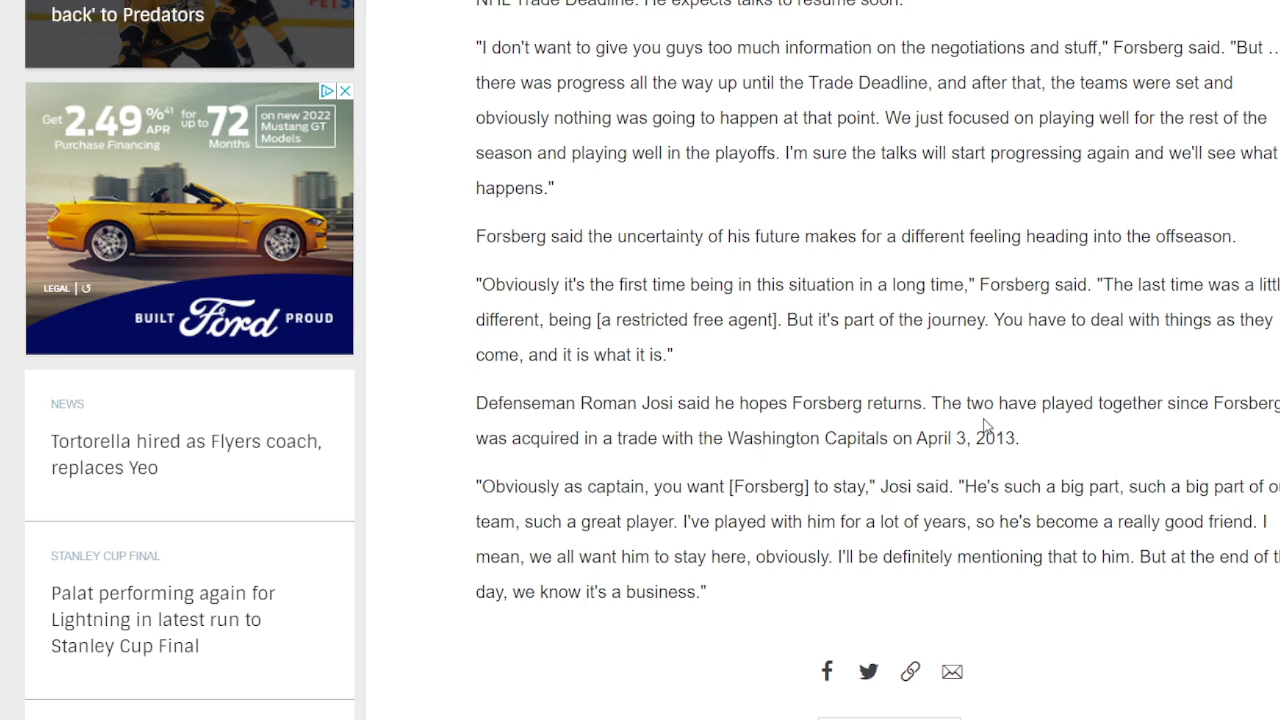 back' to Predators
Get 2.49 %41 APR for up to 72 Months on new 2022 Mustang GT Models
Purchase Financing
LEGAL
BUILT Ford PROUD
NEWS
Tortorella hired as Flyers coach,
replaces Yeo
STANLEY CUP FINAL
Palat performing again for
Lightning in latest run to
Stanley Cup Final
NHL Trade Deadline. He expects talks to resume soon.
"I don't want to give you guys too much information on the negotiations and stuff," Forsberg said. "But ...
there was progress all the way up until the Trade Deadline, and after that, the teams were set and
obviously nothing was going to happen at that point. We just focused on playing well for the rest of the
season and playing well in the playoffs. I'm sure the talks will start progressing again and we'll see what
happens."
Forsberg said the uncertainty of his future makes for a different feeling heading into the offseason.
"Obviously it's the first time being in this situation in a long time," Forsberg said. "The last time was a littl
different, being [a restricted free agent]. But it's part of the journey. You have to deal with things as they
come, and it is what it is."
Defenseman Roman Josi said he hopes Forsberg returns. The two have played together since Forsberg
was acquired in a trade with the Washington Capitals on April 3, 2013.
"Obviously as captain, you want [Forsberg] to stay," Josi said. "He's such a big part, such a big part of o
team, such a great player. I've played with him for a lot of years, so he's become a really good friend. I
mean, we all want him to stay here, obviously. I'll be definitely mentioning that to him. But at the end of t
day, we know it's a business."